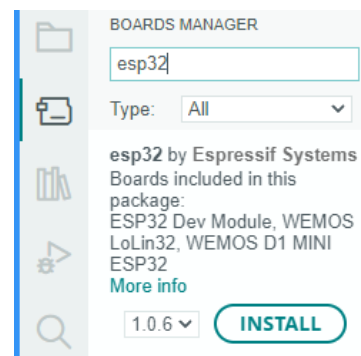 BOARDS MANAGER
esp32
Type: All
esp32 by Espressif Systems
Boards included in this
package:
ESP32 Dev Module, WEMOS
LoLin32, WEMOS D1 MINI
ESP32
More info
1.0.6 INSTALL